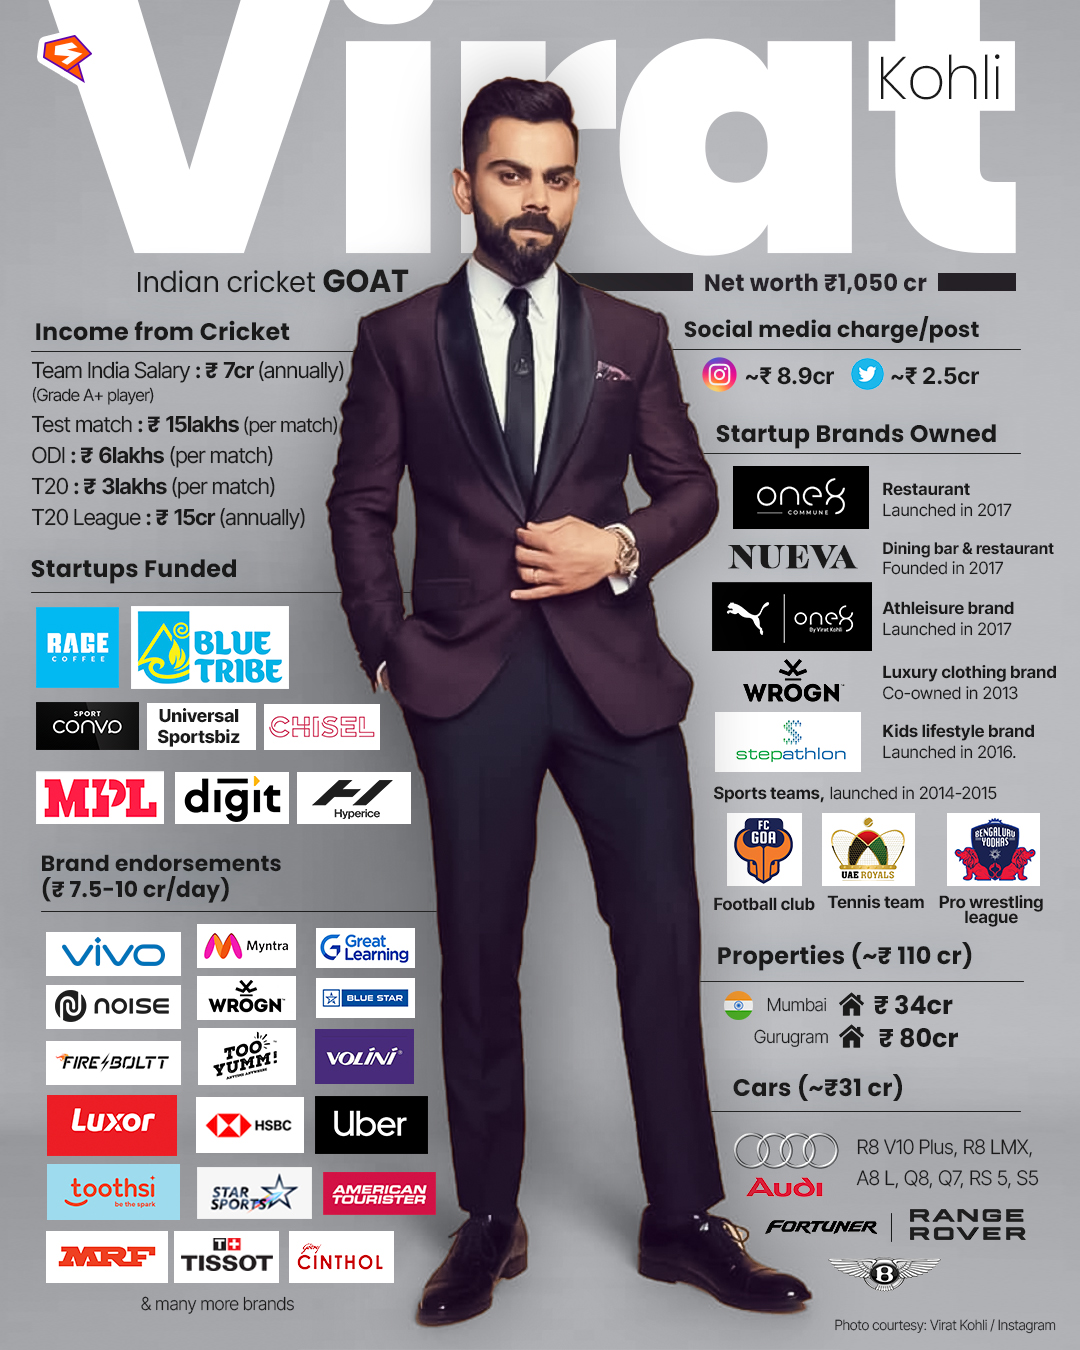 Virat
Kohli
Indian cricket GOAT
Net worth ₹1,050 cr
Income from Cricket
Team India Salary : ₹ 7cr (annually)
(Grade A+ player)
Test match : ₹ 15lakhs (per match)
ODI : ₹ 6lakhs (per match)
T20 : ₹ 3lakhs (per match)
T20 League : ₹ 15cr (annually)
Startups Funded
RAGE
COFFEE
BLUE
TRIBE
SPORT
convo
Universal
Sportsbiz
CHISEL
MPL
digit
Hyperice
Brand endorsements
(₹ 7.5-10 cr/day)
vivo
Myntra
Great
Learning
NOISE
WROGN
BLUE STAR
FIRE BOLTT
TOO
YUMM!
VOLINI
Luxor
HSBC
Uber
toothsi
be the spark
STAR
SPORTS
AMERICAN
TOURISTER
MRF
TISSOT
Godrej
CINTHOL
& many more brands
Social media charge/post
~₹ 8.9cr
~₹ 2.5cr
Startup Brands Owned
one8
COMMUNE
Restaurant
Launched in 2017
NUEVA
Dining bar & restaurant
Founded in 2017
one8
By Virat Kohli
Athleisure brand
Launched in 2017
WROGN
Luxury clothing brand
Co-owned in 2013
stepathlon
Kids lifestyle brand
Launched in 2016.
Sports teams, launched in 2014-2015
FC
GOA
UAE ROYALS
BENGALURU
YODHAS
Football club
Tennis team
Pro wrestling
league
Properties (~₹ 110 cr)
Mumbai ₹ 34cr
Gurugram ₹ 80cr
Cars (~₹31 cr)
Audi
R8 V10 Plus, R8 LMX,
A8 L, Q8, Q7, RS 5, S5
FORTUNER
RANGE
ROVER
B
Photo courtesy: Virat Kohli / Instagram